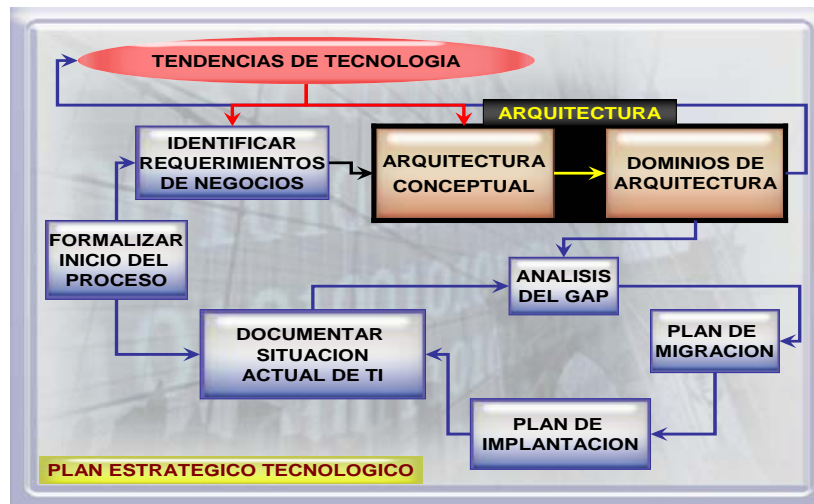 TENDENCIAS DE TECNOLOGIA
ARQUITECTURA
IDENTIFICAR
REQUERIMIENTOS
DE NEGOCIOS
ARQUITECTURA
CONCEPTUAL
DOMINIOS DE
ARQUITECTURA
FORMALIZAR
INICIO DEL
PROCESO
ANALISIS
DEL GAP
DOCUMENTAR
SITUACION
ACTUAL DE TI
PLAN DE
MIGRACION
PLAN DE
IMPLANTACION
PLAN ESTRATEGICO TECNOLOGICO